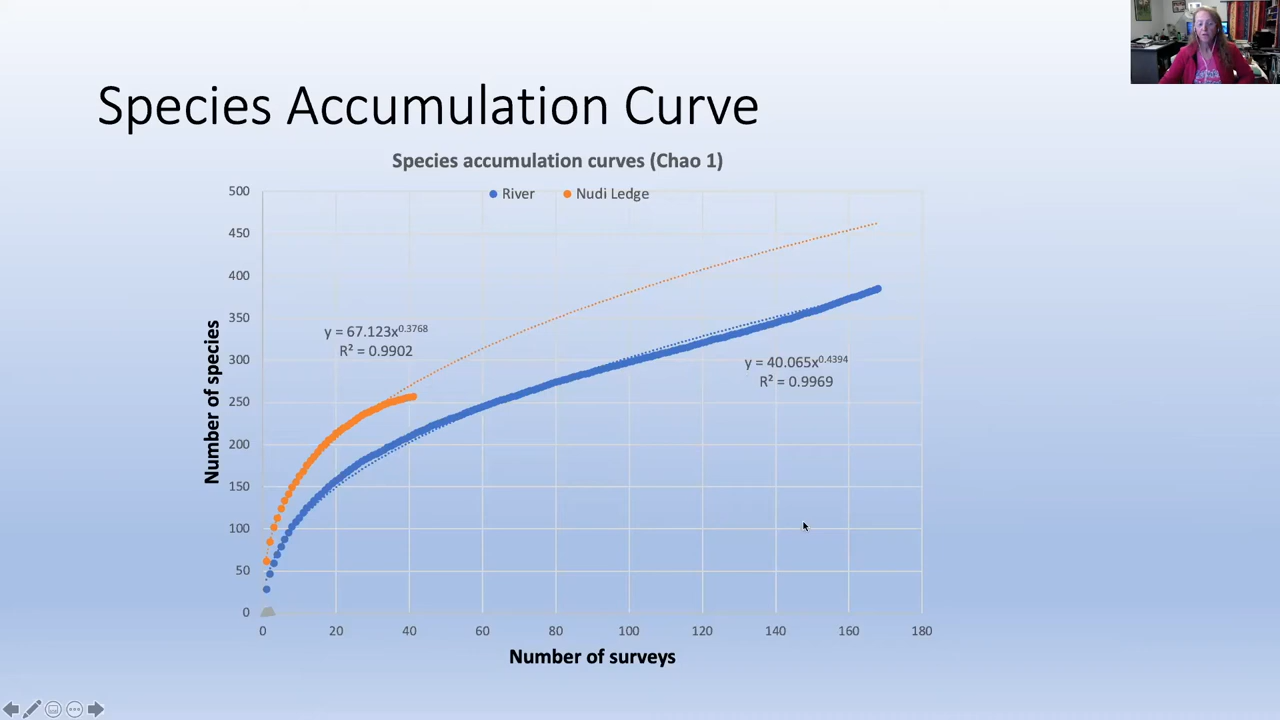 Species Accumulation Curve
Species accumulation curves (Chao 1)
River
Nudi Ledge
500
450
400
350
300
250
200
150
100
50
0
y = 67.123x^0.3768
R² = 0.9902
y = 40.065x^0.4394
R² = 0.9969
Number of species
0 20 40 60 80 100 120 140 160 180
Number of surveys